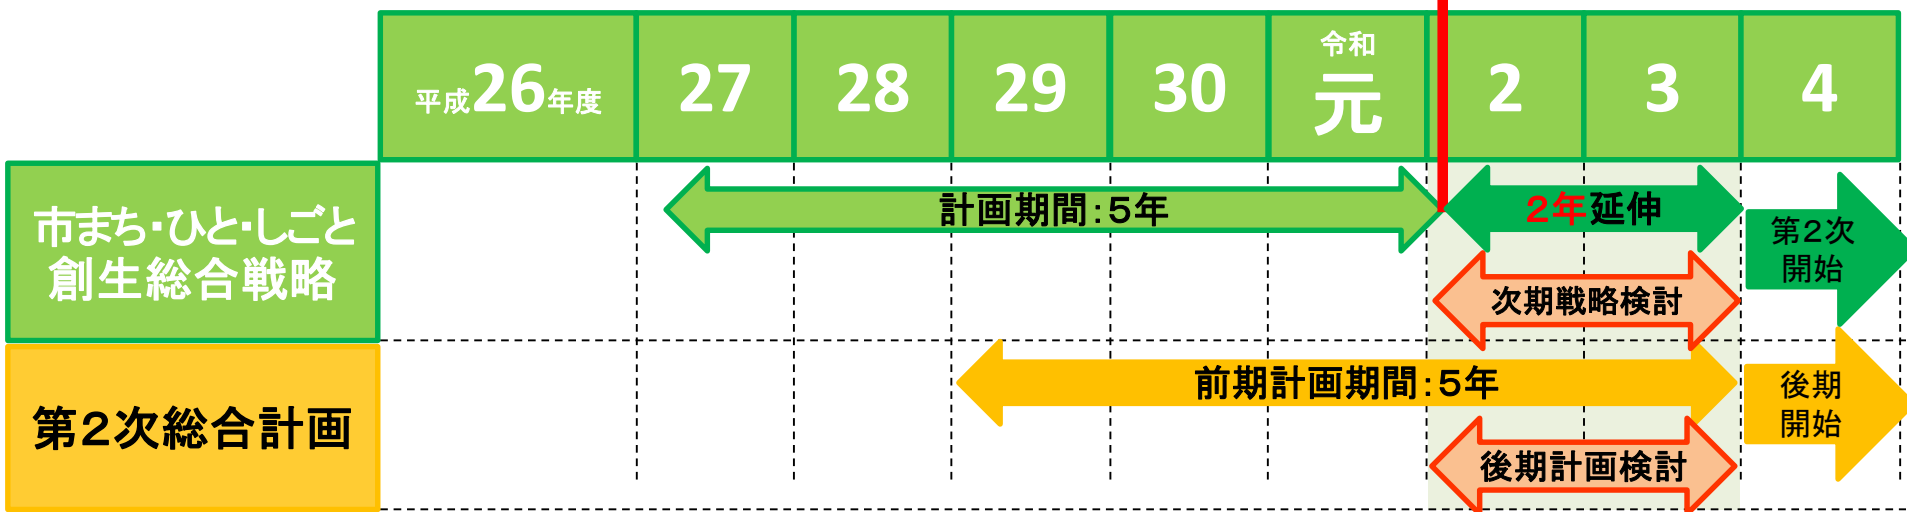 平成26年度
27
28
29
30
令和
元
2
3
4
市まち・ひと・しごと
創生総合戦略
計画期間:5年
2年延伸
第2次
開始
次期戦略検討
第2次総合計画
前期計画期間:5年
後期
開始
後期計画検討